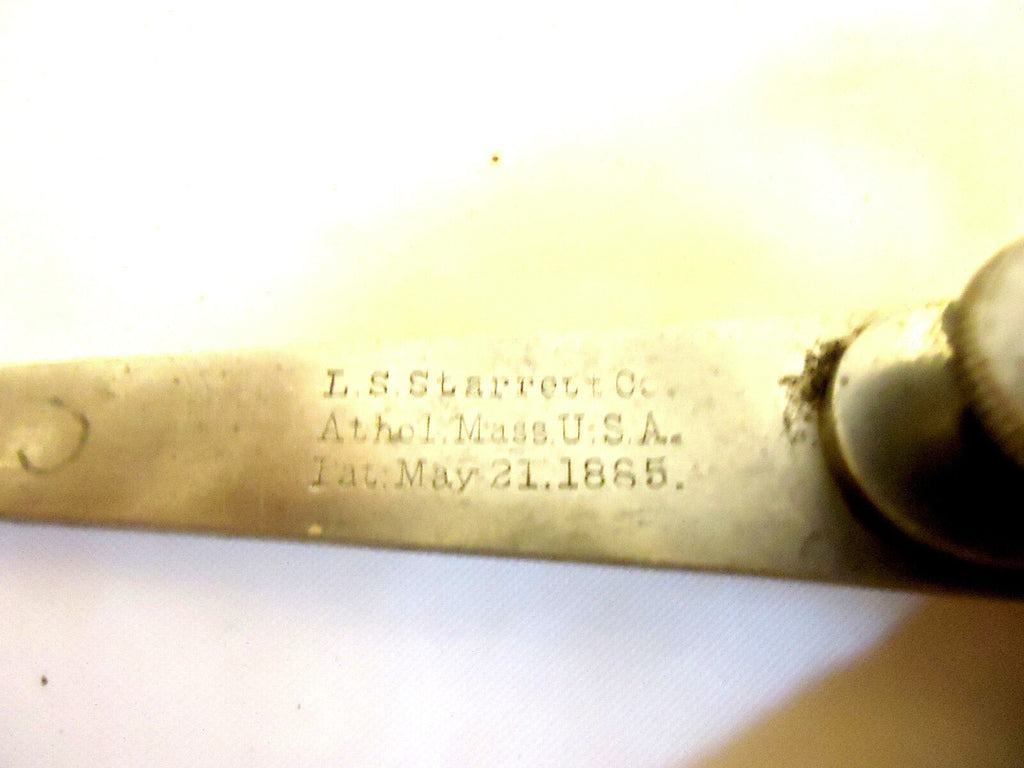 L.S.Starrett Co.
Athol.Mass.U.S.A.
Pat.May 21.1885.